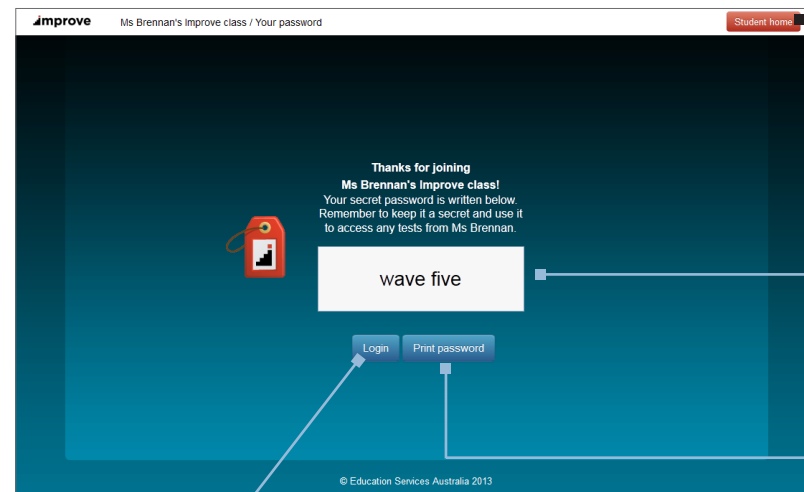 improve Ms Brennan's Improve class / Your password Student home
Thanks for joining
Ms Brennan's Improve class!
Your secret password is written below.
Remember to keep it a secret and use it
to access any tests from Ms Brennan.
wave five
Login Print password
© Education Services Australia 2013